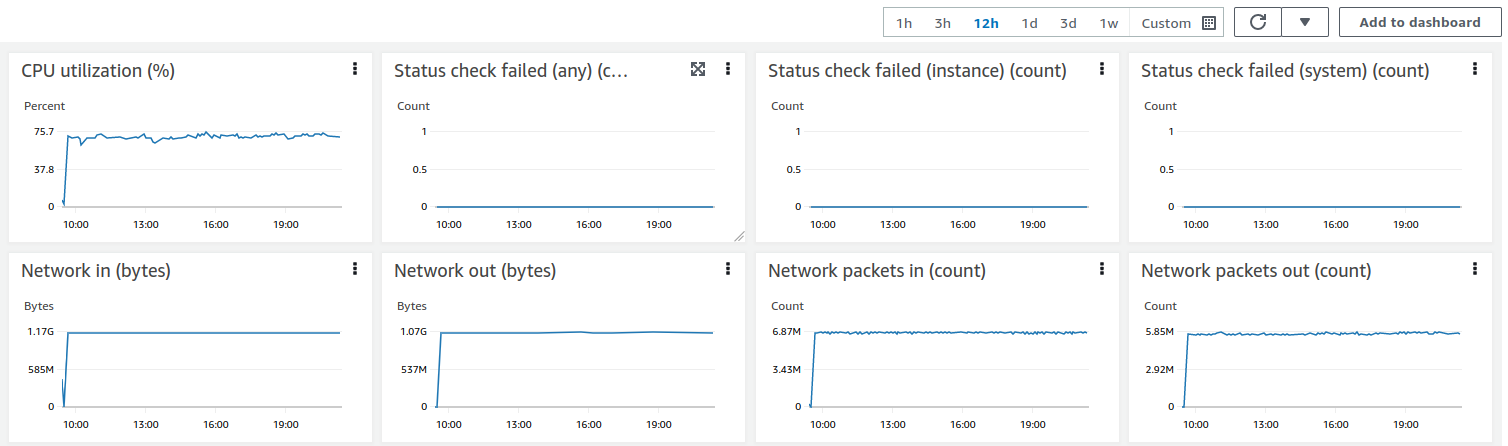 1h 3h 12h 1d 3d 1w Custom Add to dashboard
CPU utilization (%)
Percent
75.7
37.8
0
10:00 13:00 16:00 19:00
Status check failed (any) (c...
Count
1
0.5
0
10:00 13:00 16:00 19:00
Status check failed (instance) (count)
Count
1
0.5
0
10:00 13:00 16:00 19:00
Status check failed (system) (count)
Count
1
0.5
0
10:00 13:00 16:00 19:00
Network in (bytes)
Bytes
1.17G
585M
0
10:00 13:00 16:00 19:00
Network out (bytes)
Bytes
1.07G
537M
0
10:00 13:00 16:00 19:00
Network packets in (count)
Count
6.87M
3.43M
0
10:00 13:00 16:00 19:00
Network packets out (count)
Count
5.85M
2.92M
0
10:00 13:00 16:00 19:00